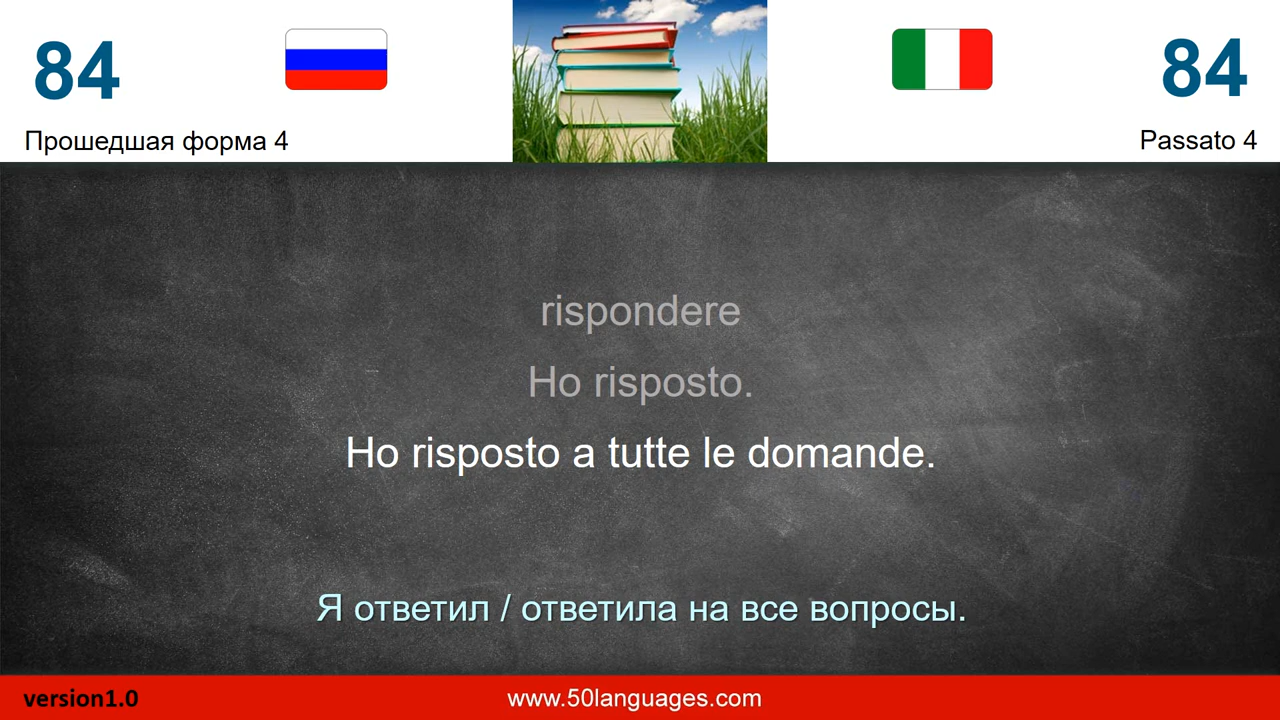 84
84
Прошедшая форма 4
Passato 4
rispondere
Ho risposto.
Ho risposto a tutte le domande.
Я ответил / ответила на все вопросы.
version1.0
www.50languages.com